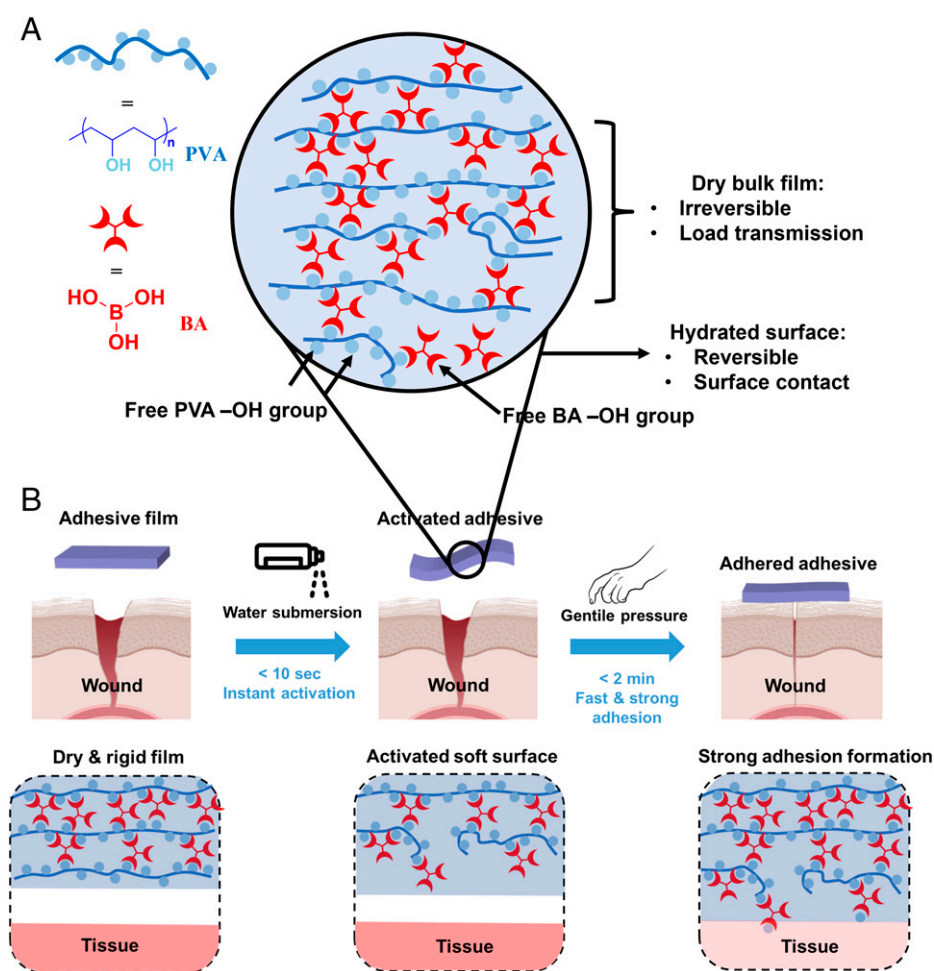 A
=
n
OH OH
PVA
=
HO OH
B
OH
BA
Dry bulk film:
• Irreversible
• Load transmission
Hydrated surface:
• Reversible
• Surface contact
Free PVA –OH group
Free BA –OH group
B
Adhesive film
Activated adhesive
Adhered adhesive
Water submersion
Gentile pressure
< 10 sec
Instant activation
< 2 min
Fast & strong
adhesion
Wound
Wound
Wound
Dry & rigid film
Activated soft surface
Strong adhesion formation
Tissue
Tissue
Tissue